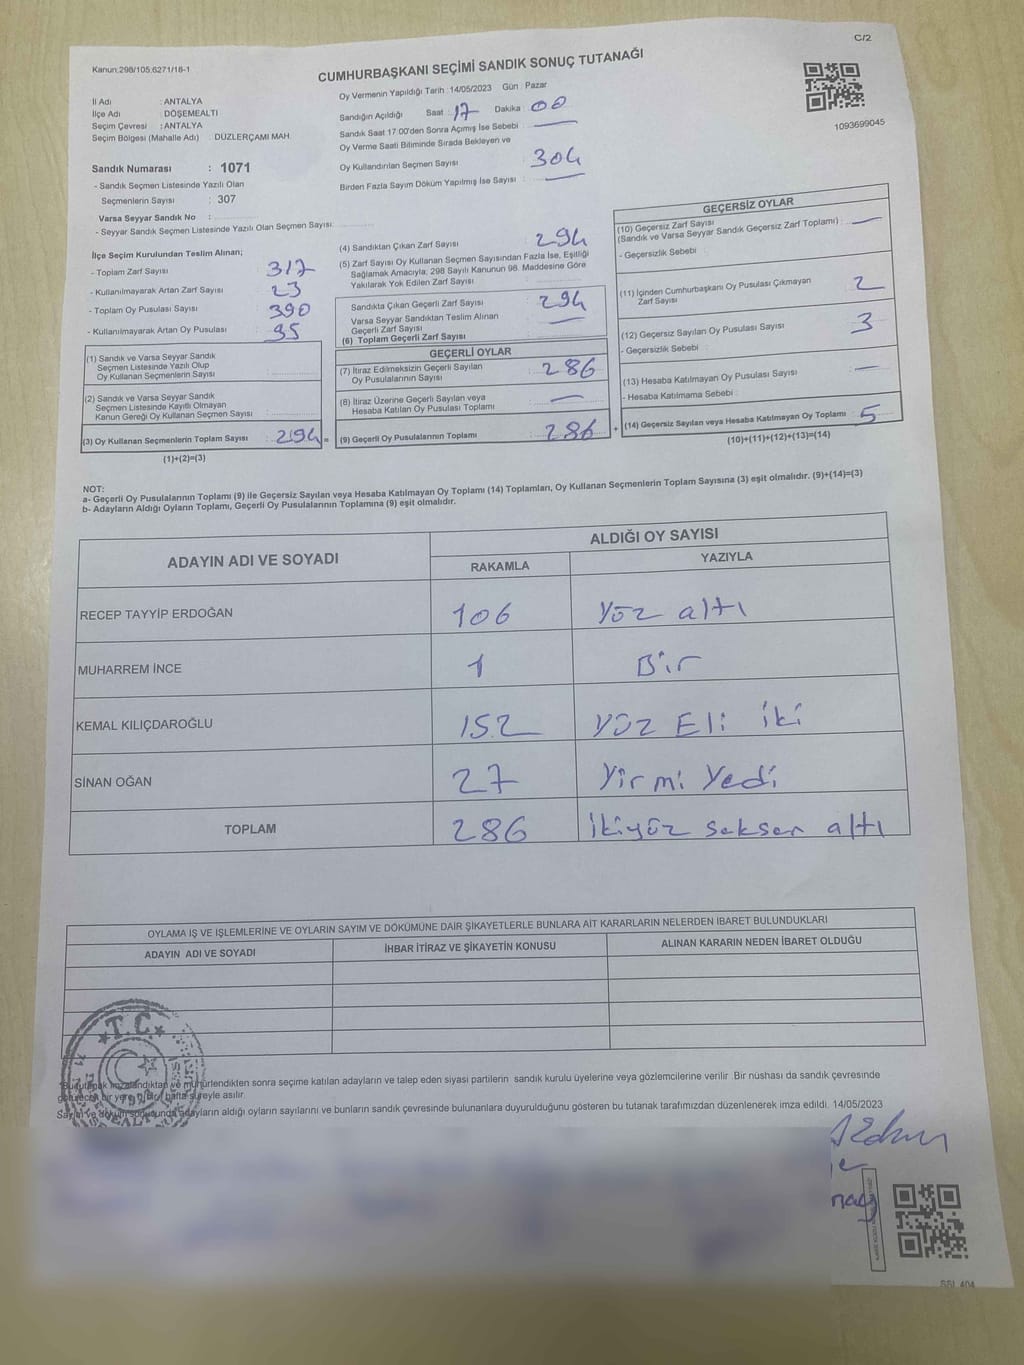 C/2
Kanun:298/105;6271/16-1
CUMHURBAŞKANI SEÇİMİ SANDIK SONUÇ TUTANAĞI
1093699045
İl Adı : ANTALYA
İlçe Adı : DÖŞEMEALTI
Seçim Çevresi : ANTALYA
Seçim Bölgesi (Mahalle Adı) : DÜZLERÇAMI MAH.
Sandık Numarası : 1071
- Sandık Seçmen Listesinde Yazılı Olan
Seçmenlerin Sayısı : 307
Varsa Seyyar Sandık No :
- Seyyar Sandık Seçmen Listesinde Yazılı Olan Seçmen Sayısı:
İlçe Seçim Kurulundan Teslim Alınan;
- Toplam Zarf Sayısı : 317
- Kullanılmayarak Artan Zarf Sayısı : 23
- Toplam Oy Pusulası Sayısı : 390
- Kullanılmayarak Artan Oy Pusulası : 95
(1) Sandık ve Varsa Seyyar Sandık
Seçmen Listesinde Yazılı Olup
Oy Kullanan Seçmenlerin Sayısı :
(2) Sandık ve Varsa Seyyar Sandık
Seçmen Listesinde Kayıtlı Olmayan
Kanun Gereği Oy Kullanan Seçmen Sayısı :
(3) Oy Kullanan Seçmenlerin Toplam Sayısı : 294 =
(1)+(2)=(3)
Oy Vermenin Yapıldığı Tarih :14/05/2023 Gün : Pazar
Sandığın Açıldığı Saat : 17 Dakika : 00
Sandık Saat 17:00'den Sonra Açılmış İse Sebebi : —
Oy Verme Saati Bitiminde Sırada Bekleyen ve
Oy Kullandırılan Seçmen Sayısı : 304
Birden Fazla Sayım Döküm Yapılmış İse Sayısı : —
(4) Sandıktan Çıkan Zarf Sayısı : 294
(5) Zarf Sayısı Oy Kullanan Seçmen Sayısından Fazla İse, Eşitliği
Sağlamak Amacıyla; 298 Sayılı Kanunun 98. Maddesine Göre
Yakılarak Yok Edilen Zarf Sayısı :
Sandıkta Çıkan Geçerli Zarf Sayısı : 294
Varsa Seyyar Sandıktan Teslim Alınan
Geçerli Zarf Sayısı : —
(6) Toplam Geçerli Zarf Sayısı :
GEÇERLİ OYLAR
(7) İtiraz Edilmeksizin Geçerli Sayılan
Oy Pusulalarının Sayısı : 286
(8) İtiraz Üzerine Geçerli Sayılan veya
Hesaba Katılan Oy Pusulası Toplamı : —
(9) Geçerli Oy Pusulalarının Toplamı : 286 +
GEÇERSİZ OYLAR
(10) Geçersiz Zarf Sayısı
(Sandık ve Varsa Seyyar Sandık Geçersiz Zarf Toplamı) : —
- Geçersizlik Sebebi :
(11) İçinden Cumhurbaşkanı Oy Pusulası Çıkmayan
Zarf Sayısı : 2
(12) Geçersiz Sayılan Oy Pusulası Sayısı : 3
- Geçersizlik Sebebi :
(13) Hesaba Katılmayan Oy Pusulası Sayısı : —
- Hesaba Katılmama Sebebi :
(14) Geçersiz Sayılan veya Hesaba Katılmayan Oy Toplamı : 5
(10)+(11)+(12)+(13)=(14)
NOT:
a- Geçerli Oy Pusulalarının Toplamı (9) ile Geçersiz Sayılan veya Hesaba Katılmayan Oy Toplamı (14) Toplamları, Oy Kullanan Seçmenlerin Toplam Sayısına (3) eşit olmalıdır. (9)+(14)=(3)
b- Adayların Aldığı Oyların Toplamı, Geçerli Oy Pusulalarının Toplamına (9) eşit olmalıdır.
ADAYIN ADI VE SOYADI
ALDIĞI OY SAYISI
RAKAMLA YAZIYLA
RECEP TAYYİP ERDOĞAN 106 Yüz altı
MUHARREM İNCE 1 Bir
KEMAL KILIÇDAROĞLU 152 Yüz Eli iki
SİNAN OĞAN 27 Yirmi Yedi
TOPLAM 286 İkiyüz seksen altı
OYLAMA İŞ VE İŞLEMLERİNE VE OYLARIN SAYIM VE DÖKÜMÜNE DAİR ŞİKAYETLERLE BUNLARA AİT KARARLARIN NELERDEN İBARET BULUNDUKLARI
ADAYIN ADI VE SOYADI İHBAR İTİRAZ VE ŞİKAYETİN KONUSU ALINAN KARARIN NEDEN İBARET OLDUĞU
T.C.
Bu tutanak imzalandıktan ve mühürlendikten sonra seçime katılan adayların ve talep eden siyasi partilerin sandık kurulu üyelerine veya gözlemcilerine verilir. Bir nüshası da sandık çevresinde
görülecek bir yere, bir hafta süreyle asılır.
Sayım ve döküm sonucunda adayların aldığı oyların sayılarını ve bunların sandık çevresinde bulunanlara duyurulduğunu gösteren bu tutanak tarafımızdan düzenlenerek imza edildi. 14/05/2023